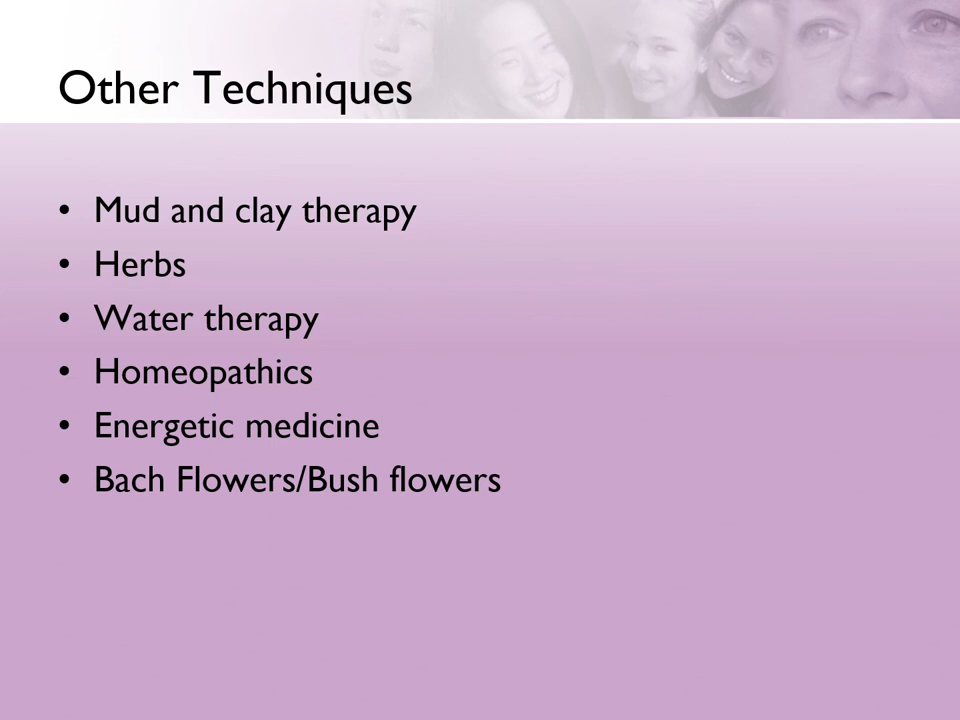 Other Techniques
• Mud and clay therapy
• Herbs
• Water therapy
• Homeopathics
• Energetic medicine
• Bach Flowers/Bush flowers